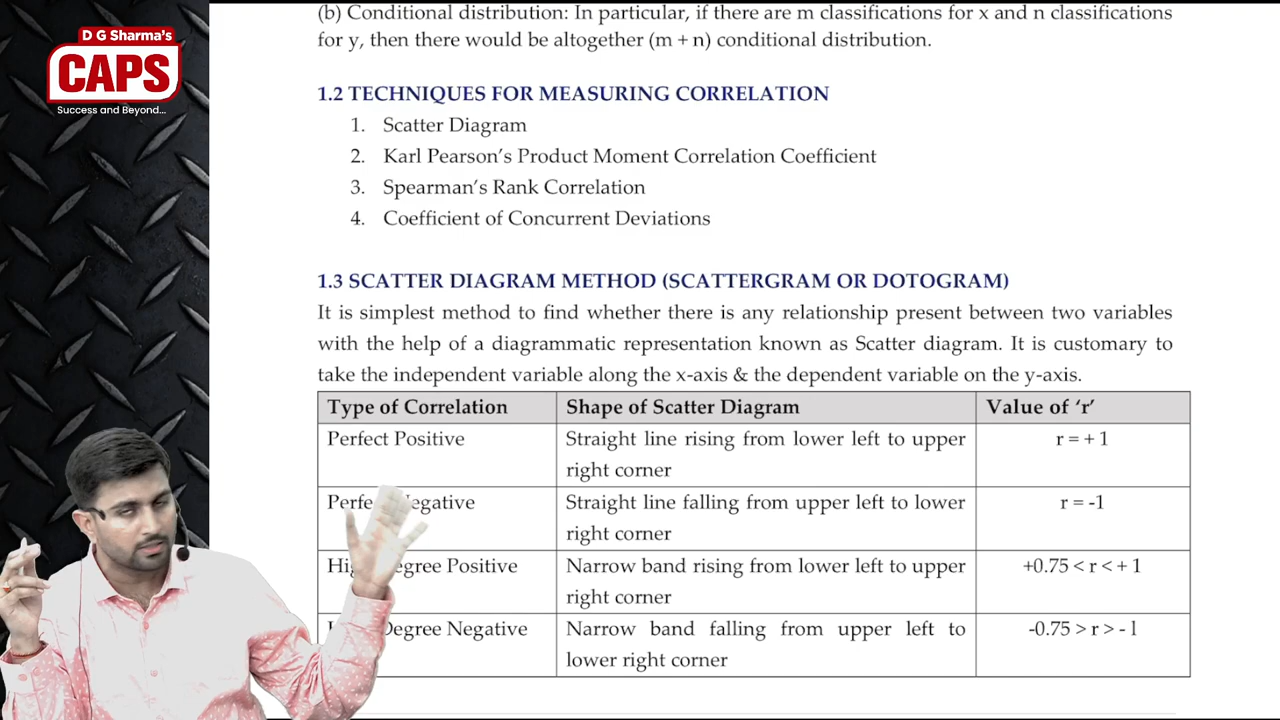 D G Sharma's
CAPS
Success and Beyond...
(b) Conditional distribution: In particular, if there are m classifications for x and n classifications
for y, then there would be altogether (m + n) conditional distribution.
1.2 TECHNIQUES FOR MEASURING CORRELATION
1. Scatter Diagram
2. Karl Pearson's Product Moment Correlation Coefficient
3. Spearman's Rank Correlation
4. Coefficient of Concurrent Deviations
1.3 SCATTER DIAGRAM METHOD (SCATTERGRAM OR DOTOGRAM)
It is simplest method to find whether there is any relationship present between two variables
with the help of a diagrammatic representation known as Scatter diagram. It is customary to
take the independent variable along the x-axis & the dependent variable on the y-axis.
Type of Correlation Shape of Scatter Diagram Value of 'r'
Perfect Positive Straight line rising from lower left to upper r = + 1
right corner
Straight line falling from upper left to lower r = -1
right corner
Positive Narrow band rising from lower left to upper +0.75 < r < + 1
right corner
Degree Negative Narrow band falling from upper left to -0.75 > r > - 1
lower right corner